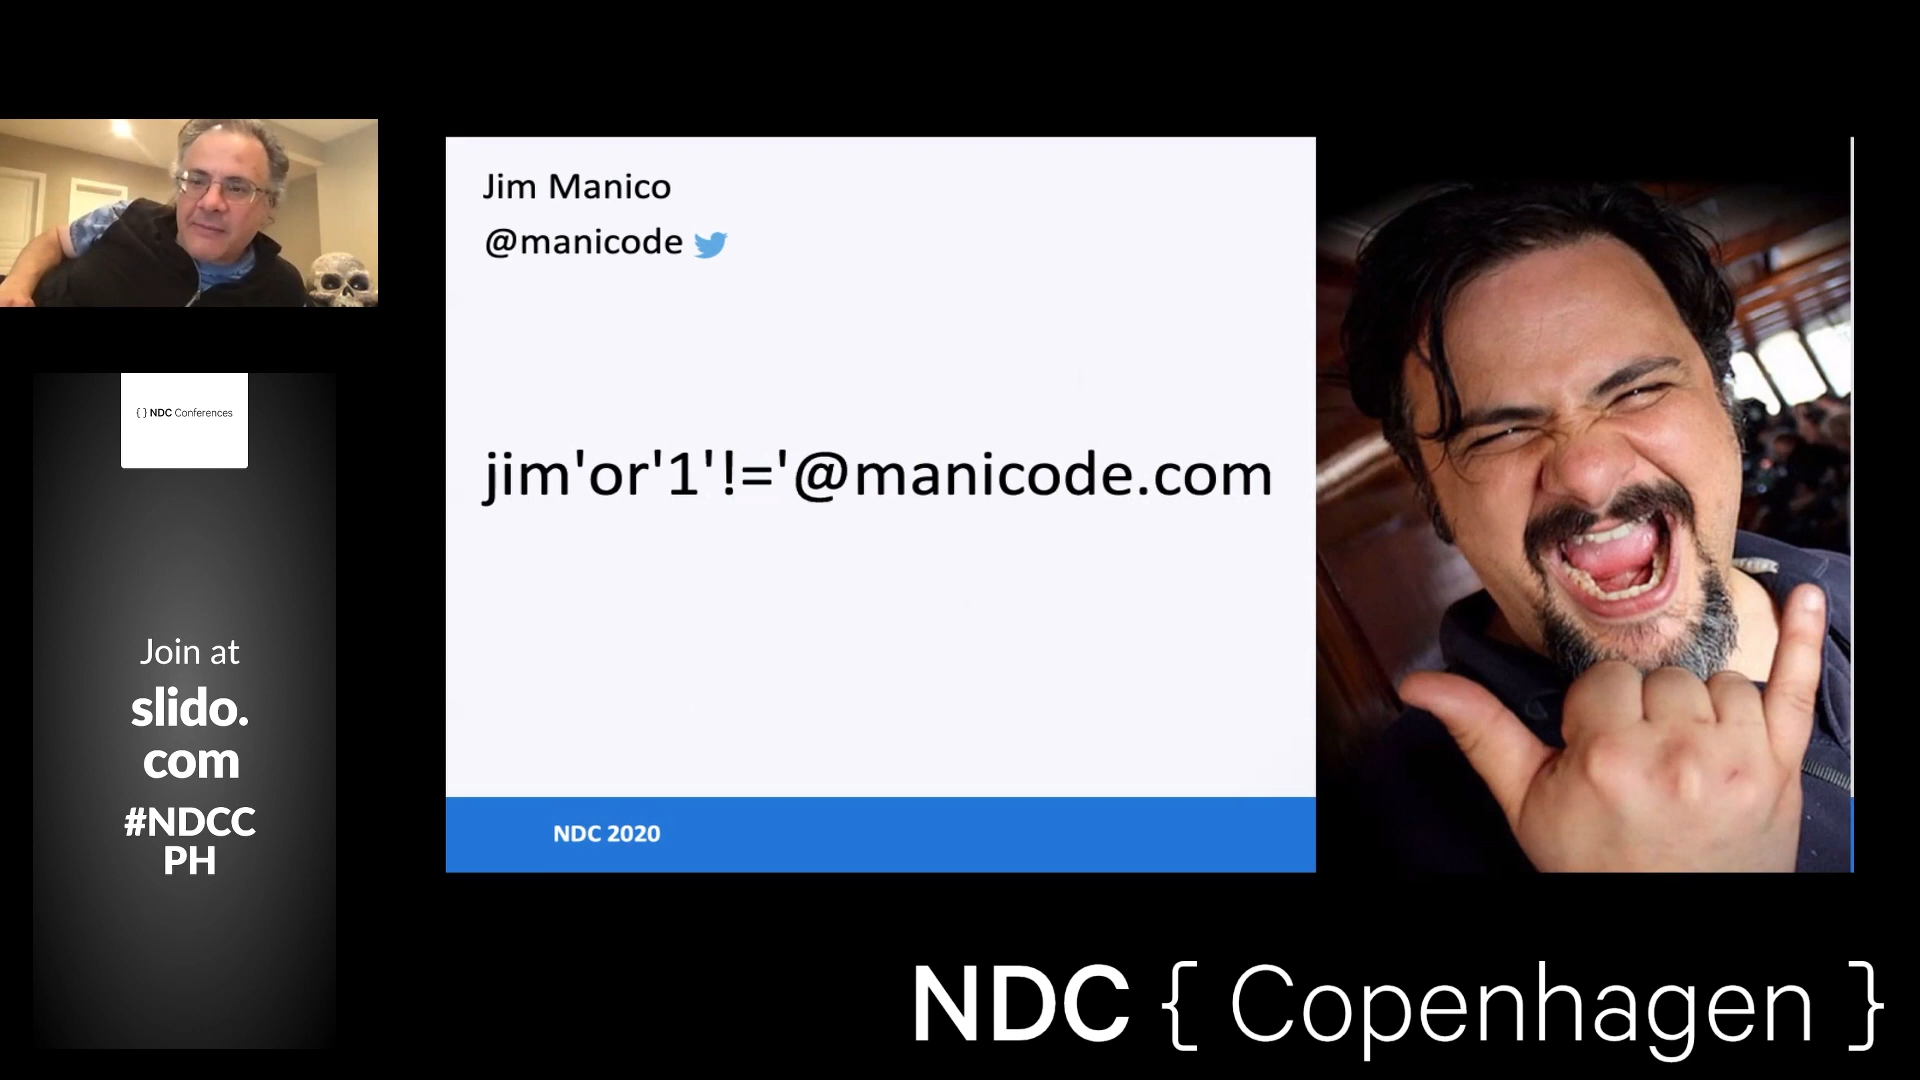 { } NDC Conferences
Join at
slido.
com
#NDCC
PH
Jim Manico
@manicode
jim'or'1'!='@manicode.com
NDC 2020
NDC { Copenhagen }